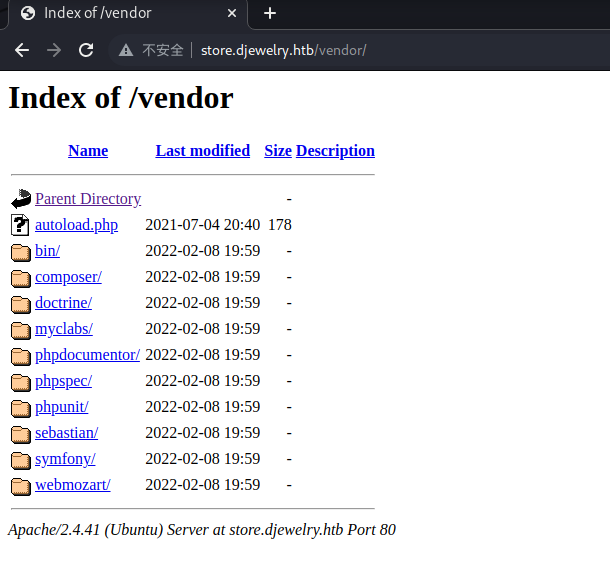 Index of /vendor
不安全 store.djewelry.htb/vendor/
Index of /vendor
Name Last modified Size Description
Parent Directory -
autoload.php 2021-07-04 20:40 178
bin/ 2022-02-08 19:59 -
composer/ 2022-02-08 19:59 -
doctrine/ 2022-02-08 19:59 -
myclabs/ 2022-02-08 19:59 -
phpdocumentor/ 2022-02-08 19:59 -
phpspec/ 2022-02-08 19:59 -
phpunit/ 2022-02-08 19:59 -
sebastian/ 2022-02-08 19:59 -
symfony/ 2022-02-08 19:59 -
webmozart/ 2022-02-08 19:59 -
Apache/2.4.41 (Ubuntu) Server at store.djewelry.htb Port 80